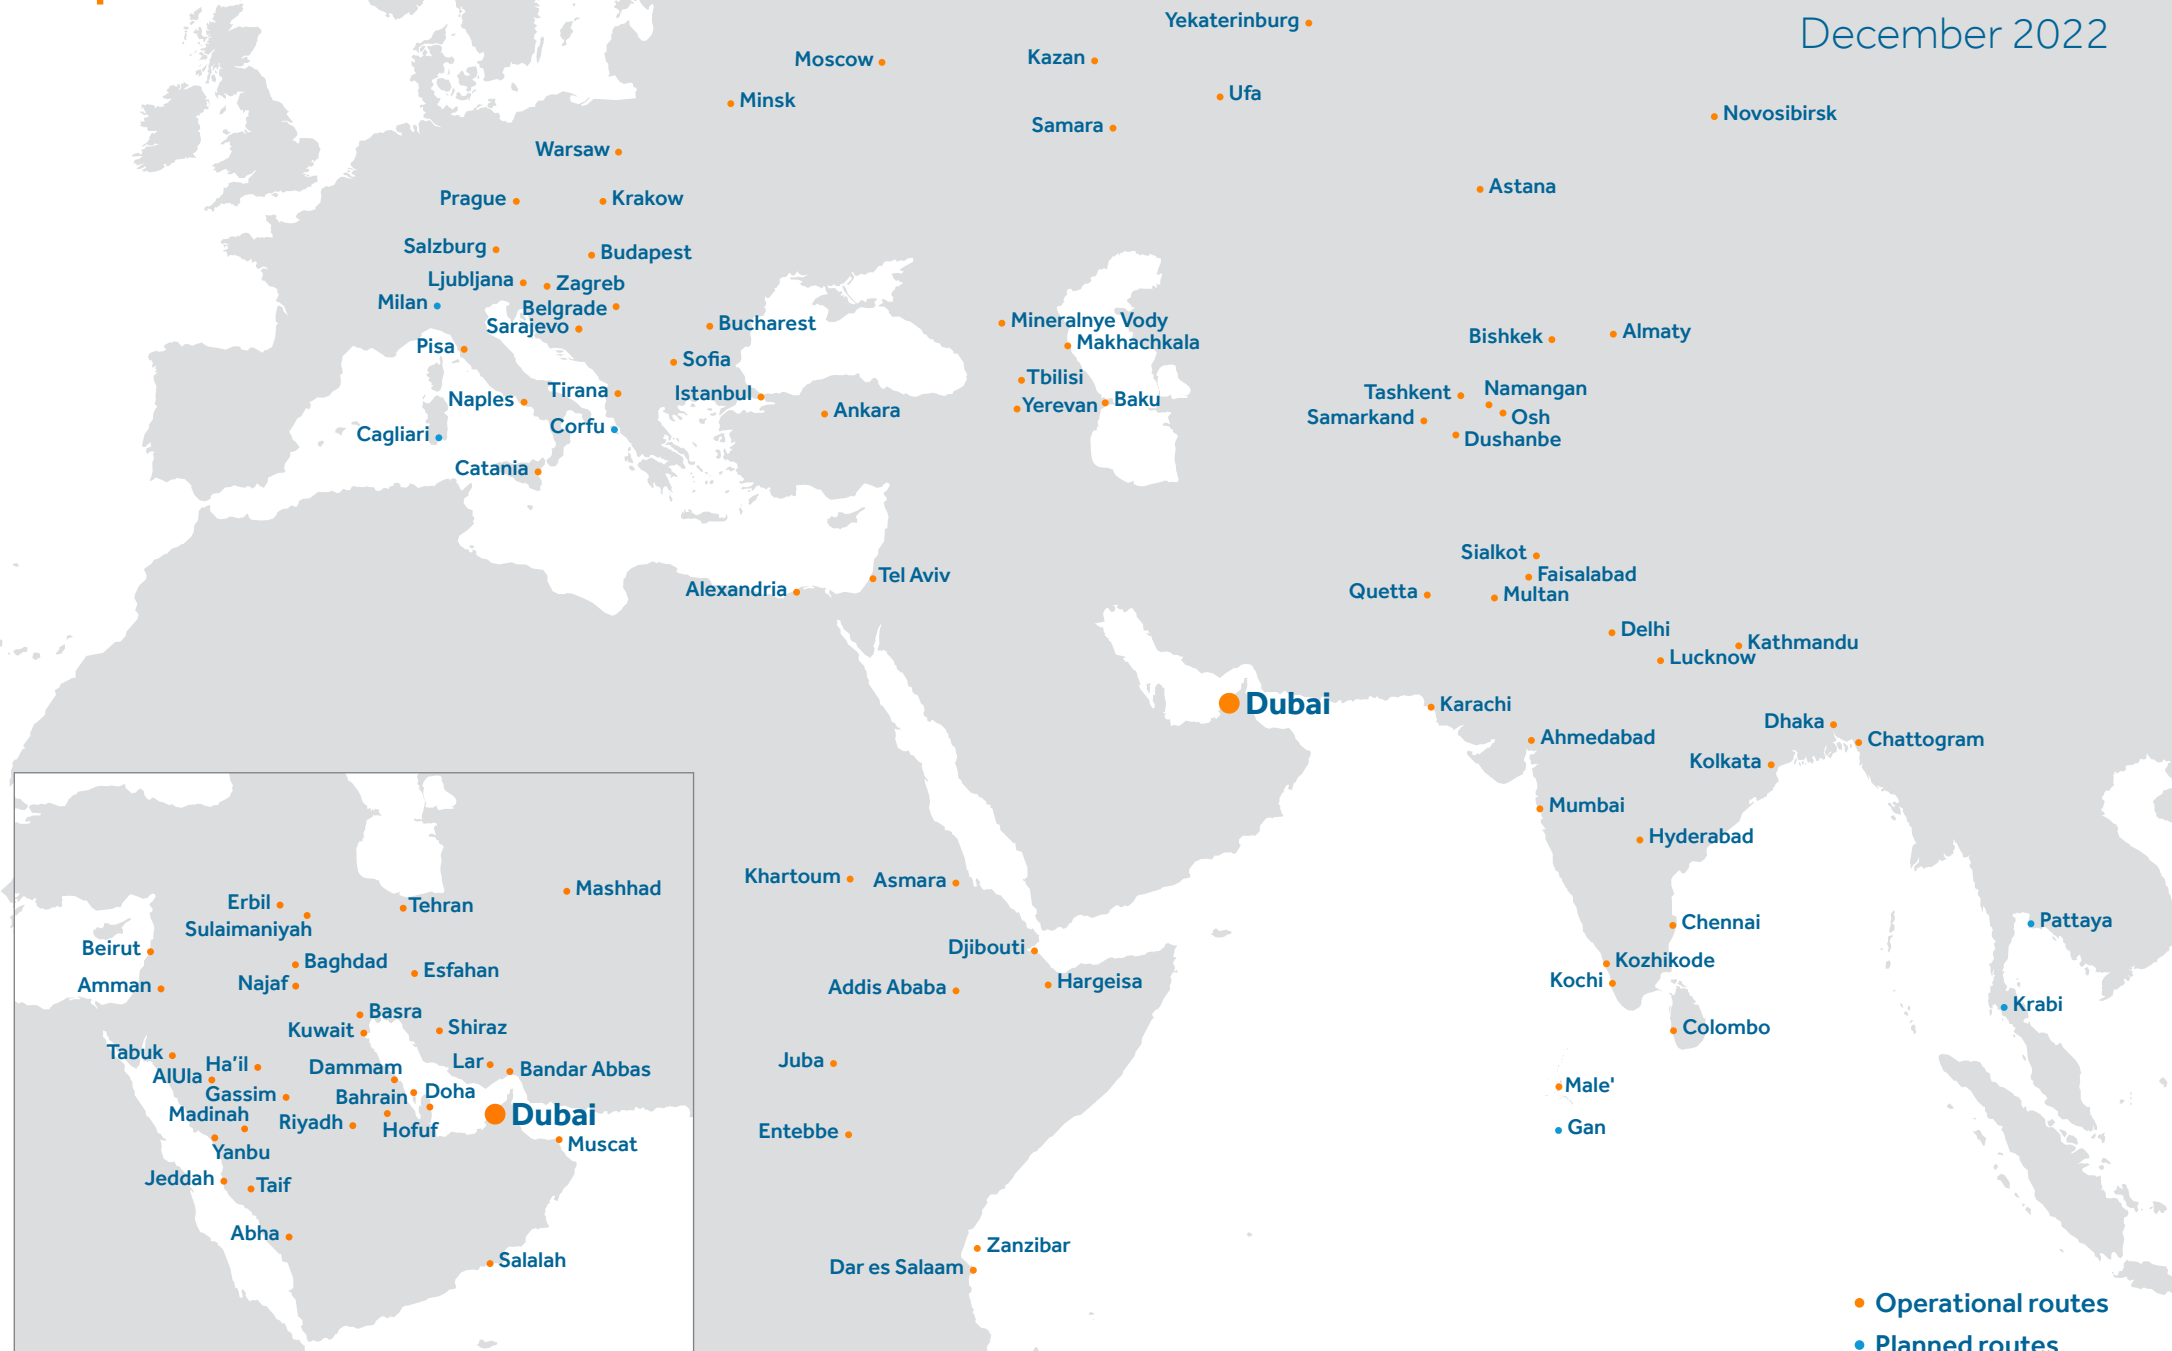 December 2022
Yekaterinburg
Moscow
Kazan
Minsk
Ufa
Samara
Novosibirsk
Warsaw
Astana
Prague
Krakow
Salzburg
Budapest
Ljubljana
Zagreb
Milan
Belgrade
Sarajevo
Bucharest
Mineralnye Vody
Makhachkala
Bishkek
Almaty
Pisa
Sofia
Tbilisi
Tirana
Istanbul
Tashkent
Namangan
Naples
Yerevan
Baku
Ankara
Samarkand
Osh
Corfu
Cagliari
Dushanbe
Catania
Sialkot
Tel Aviv
Faisalabad
Alexandria
Quetta
Multan
Delhi
Kathmandu
Lucknow
Dubai
Karachi
Dhaka
Ahmedabad
Chattogram
Kolkata
Mumbai
Hyderabad
Khartoum
Asmara
Chennai
Pattaya
Djibouti
Kozhikode
Addis Ababa
Hargeisa
Kochi
Krabi
Colombo
Juba
Male'
Gan
Entebbe
Zanzibar
Dar es Salaam
Mashhad
Erbil
Tehran
Sulaimaniyah
Beirut
Baghdad
Esfahan
Amman
Najaf
Basra
Kuwait
Shiraz
Tabuk
Ha'il
Dammam
Lar
Bandar Abbas
AlUla
Gassim
Bahrain
Doha
Madinah
Riyadh
Hofuf
Dubai
Yanbu
Muscat
Jeddah
Taif
Abha
Salalah
Operational routes
Planned routes